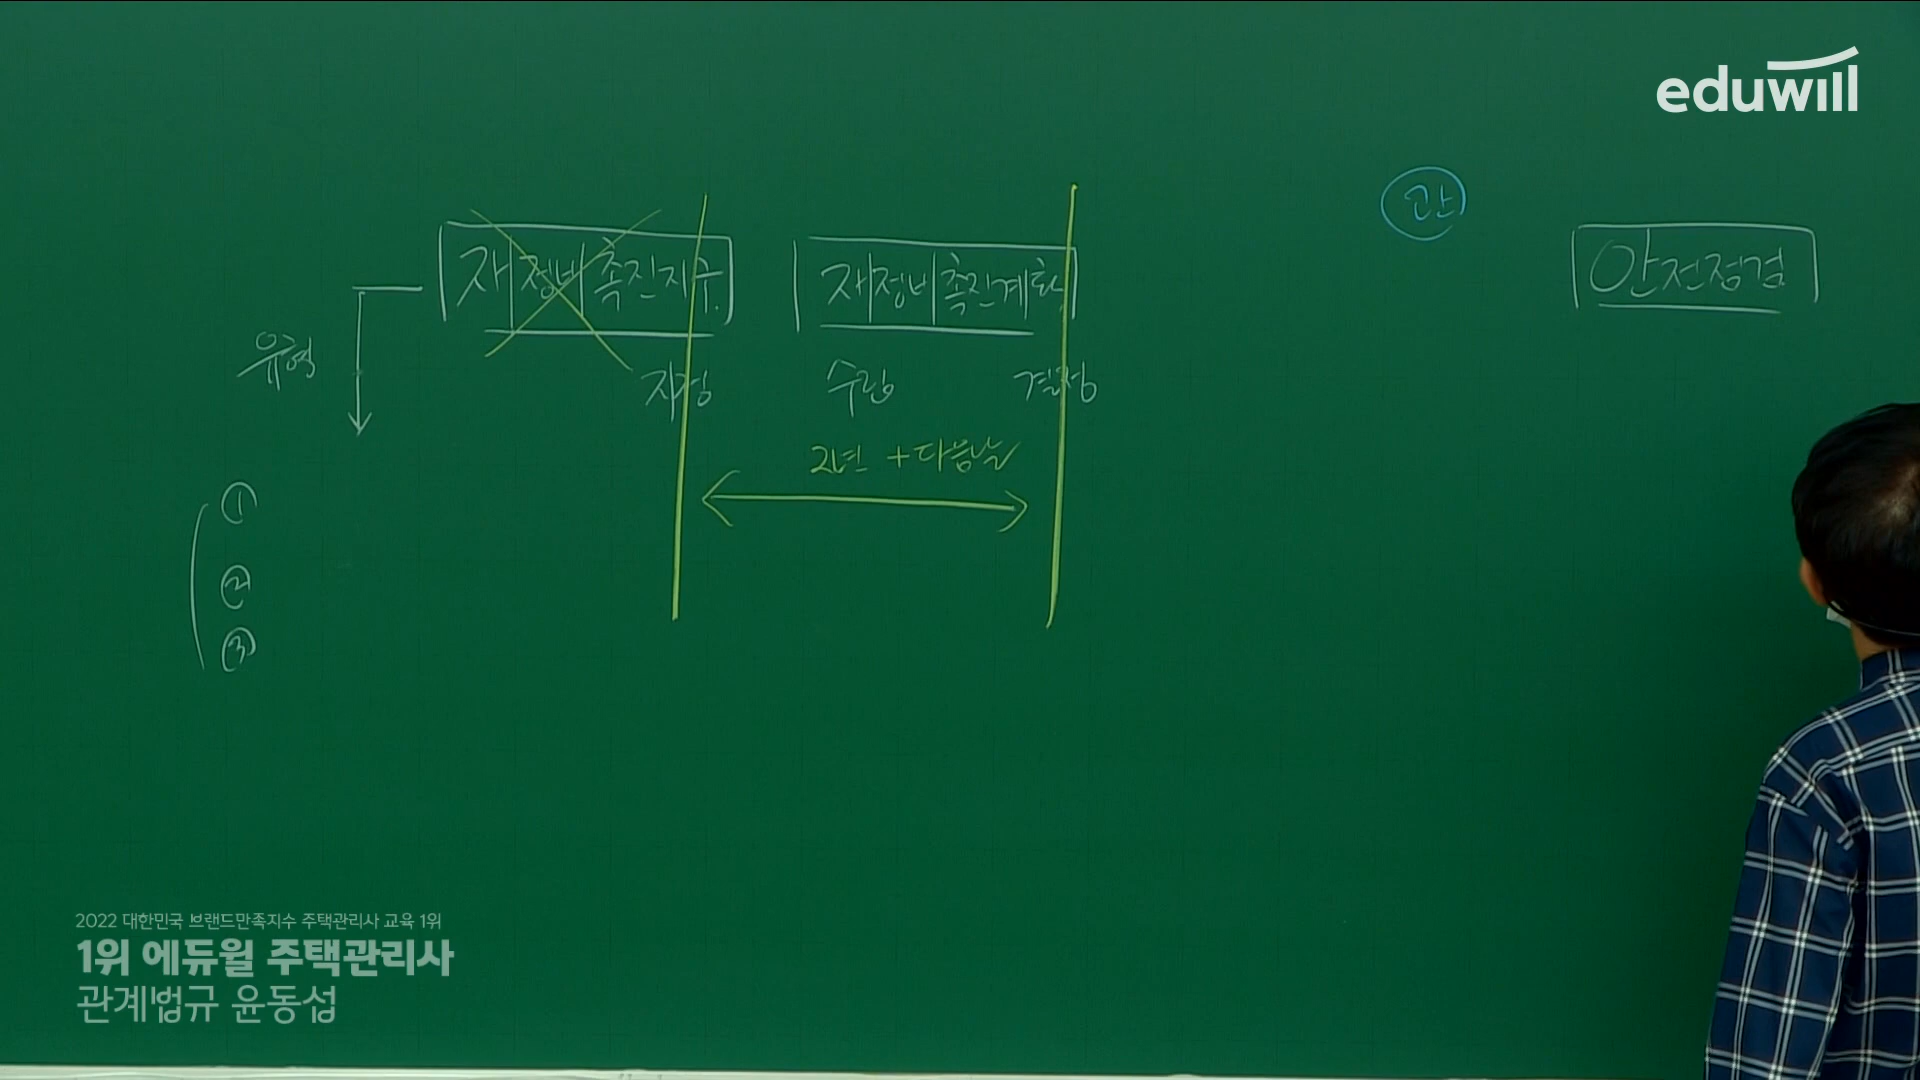 eduwill
관
재정비촉진지구
재정비촉진계획
안전점검
유형
지정
수립
결정
2년 + 다음날
①
②
③
2022 대한민국 브랜드만족지수 주택관리사 교육 1위
1위 에듀윌 주택관리사
관계법규 윤동섭